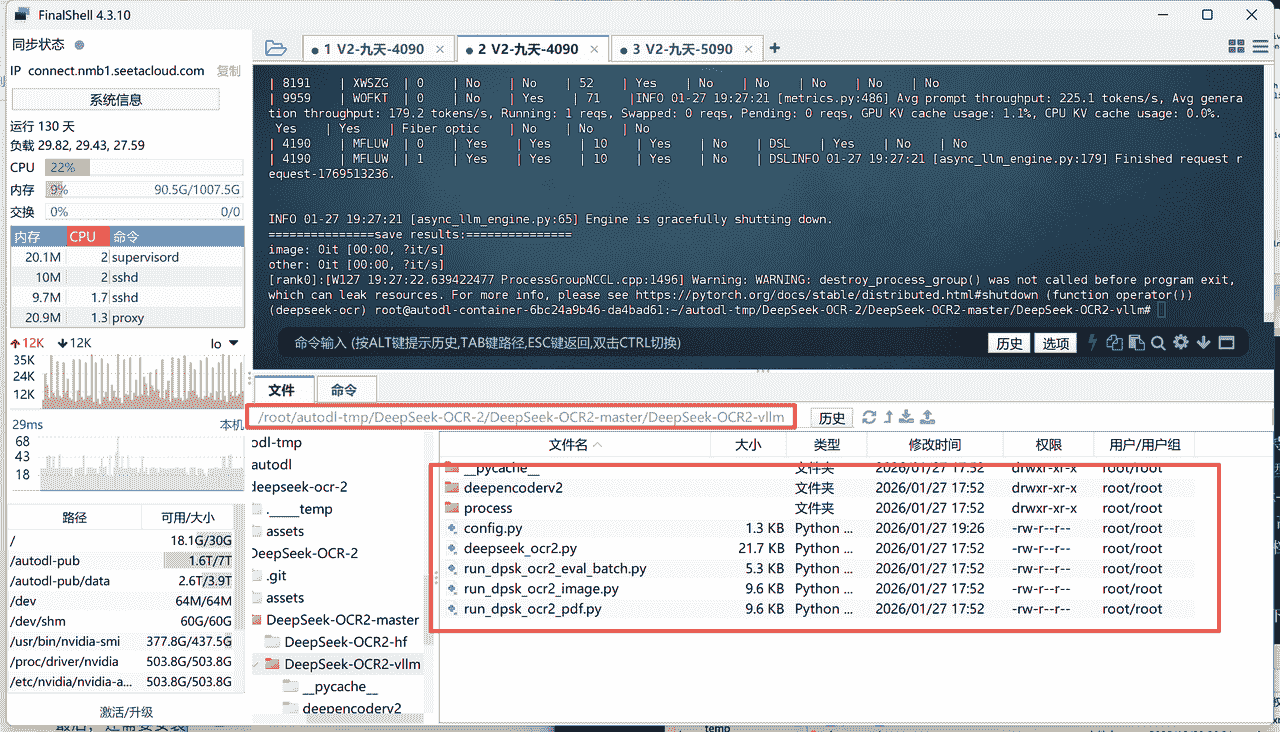 FinalShell 4.3.10
同步状态
IP connect.nmb1.seetacloud.com 复制
系统信息
运行 130 天
负载 29.82, 29.43, 27.59
CPU 22%
内存 9% 90.5G/1007.5G
交换 0% 0/0
内存 CPU 命令
20.1M 2 supervisord
10M 2 sshd
9.7M 1.7 sshd
20.9M 1.3 proxy
12K 12K lo
35K
24K
12K
29ms 本机
68
43
18
路径 可用/大小
/ 18.1G/30G
/autodl-pub 1.6T/7T
/autodl-pub/data 2.6T/3.9T
/dev 64M/64M
/dev/shm 60G/60G
/usr/bin/nvidia-smi 377.8G/437.5G
/proc/driver/nvidia 503.8G/503.8G
/etc/nvidia/nvidia-a... 503.8G/503.8G
激活/升级
1 V2-九天-4090 ×
2 V2-九天-4090 ×
3 V2-九天-5090 ×
| 8191 | XWSZG | 0 | No | No | 52 | Yes | No | No | No | No | No
| 9959 | WOFKT | 0 | No | Yes | 71 |INFO 01-27 19:27:21 [metrics.py:486] Avg prompt throughput: 225.1 tokens/s, Avg genera
tion throughput: 179.2 tokens/s, Running: 1 reqs, Swapped: 0 reqs, Pending: 0 reqs, GPU KV cache usage: 1.1%, CPU KV cache usage: 0.0%.
Yes | Yes | Fiber optic | No | No | No
| 4190 | MFLUW | 0 | Yes | Yes | 10 | Yes | No | DSL | Yes | No | No
| 4190 | MFLUW | 1 | Yes | Yes | 10 | Yes | No | DSLINFO 01-27 19:27:21 [async_llm_engine.py:179] Finished request r
equest-1769513236.
INFO 01-27 19:27:21 [async_llm_engine.py:65] Engine is gracefully shutting down.
===============save results:===============
image: 0it [00:00, ?it/s]
other: 0it [00:00, ?it/s]
[rank0]:[W127 19:27:22.639422477 ProcessGroupNCCL.cpp:1496] Warning: WARNING: destroy_process_group() was not called before program exit,
which can leak resources. For more info, please see https://pytorch.org/docs/stable/distributed.html#shutdown (function operator())
(deepseek-ocr) root@autodl-container-6bc24a9b46-da4bad61:~/autodl-tmp/DeepSeek-OCR-2/DeepSeek-OCR2-master/DeepSeek-OCR2-vllm#
命令输入 (按ALT键提示历史,TAB键路径,ESC键返回,双击CTRL切换) 历史 选项
文件 命令
/root/autodl-tmp/DeepSeek-OCR-2/DeepSeek-OCR2-master/DeepSeek-OCR2-vllm 历史
odl-tmp
autodl
deepseek-ocr-2
.____temp
assets
DeepSeek-OCR-2
.git
assets
DeepSeek-OCR2-master
DeepSeek-OCR2-hf
DeepSeek-OCR2-vllm
__pycache__
deepencoderv2
文件名 大小 类型 修改时间 权限 用户/用户组
__pycache__ 文件夹 2026/01/27 17:52 drwxr-xr-x root/root
deepencoderv2 文件夹 2026/01/27 17:52 drwxr-xr-x root/root
process 文件夹 2026/01/27 17:52 drwxr-xr-x root/root
config.py 1.3 KB Python ... 2026/01/27 19:26 -rw-r--r-- root/root
deepseek_ocr2.py 21.7 KB Python ... 2026/01/27 17:52 -rw-r--r-- root/root
run_dpsk_ocr2_eval_batch.py 5.3 KB Python ... 2026/01/27 17:52 -rw-r--r-- root/root
run_dpsk_ocr2_image.py 9.6 KB Python ... 2026/01/27 17:52 -rw-r--r-- root/root
run_dpsk_ocr2_pdf.py 9.6 KB Python ... 2026/01/27 17:52 -rw-r--r-- root/root
temp